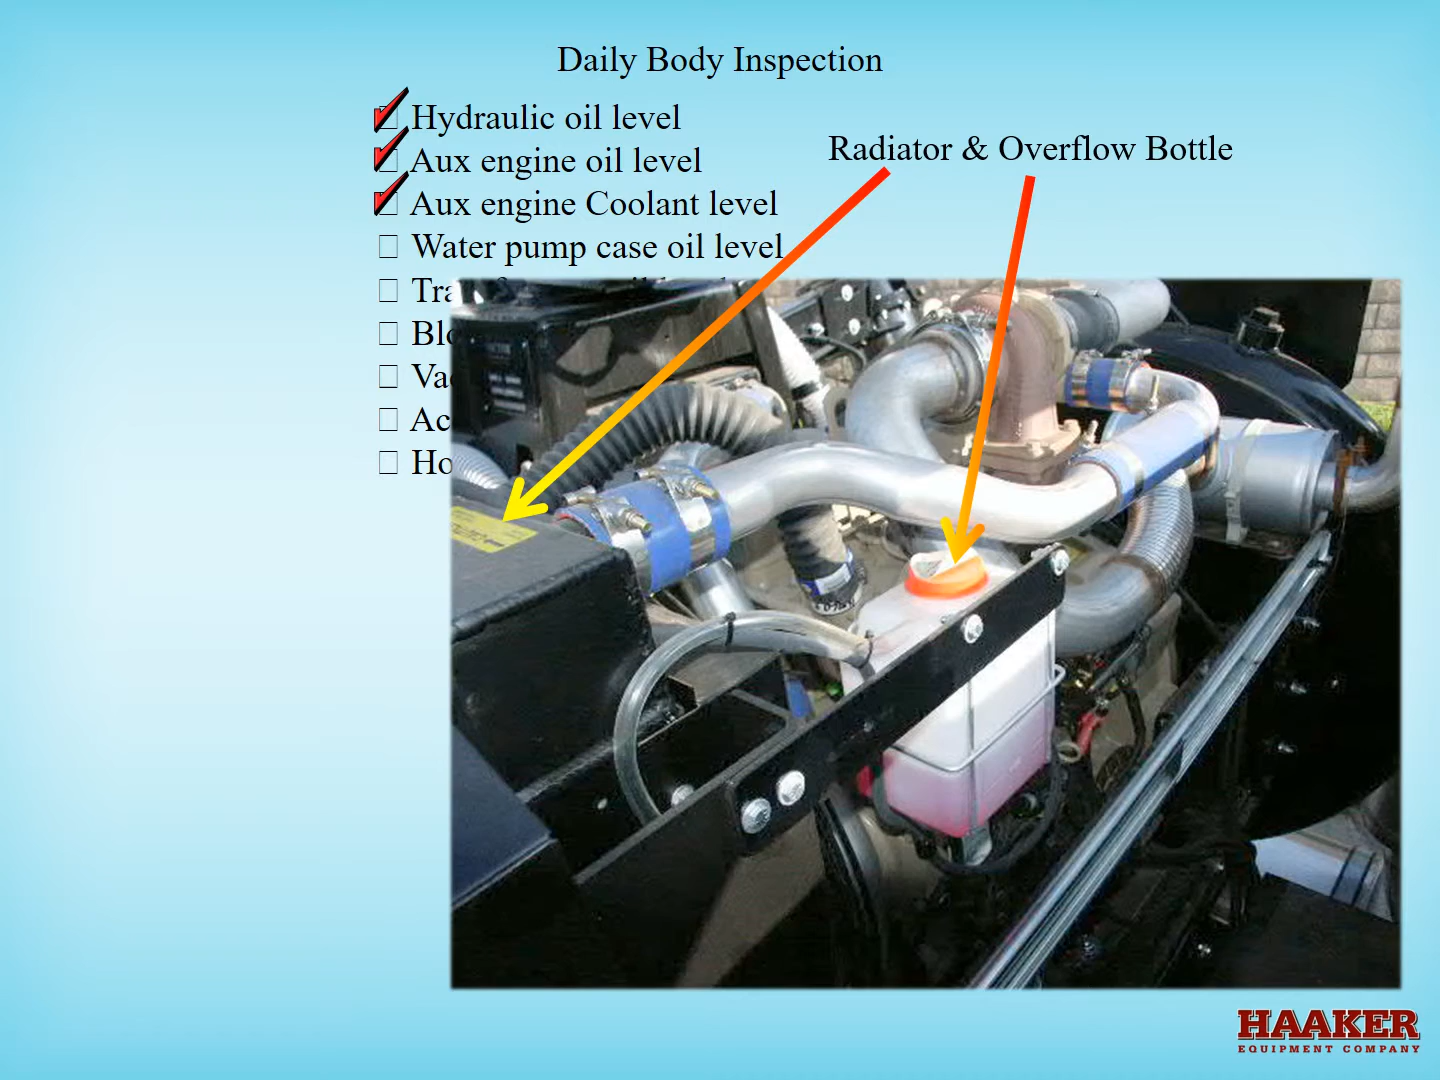 Daily Body Inspection
Hydraulic oil level
Aux engine oil level
Aux engine Coolant level
Water pump case oil level
Radiator & Overflow Bottle
HAAKER
EQUIPMENT COMPANY